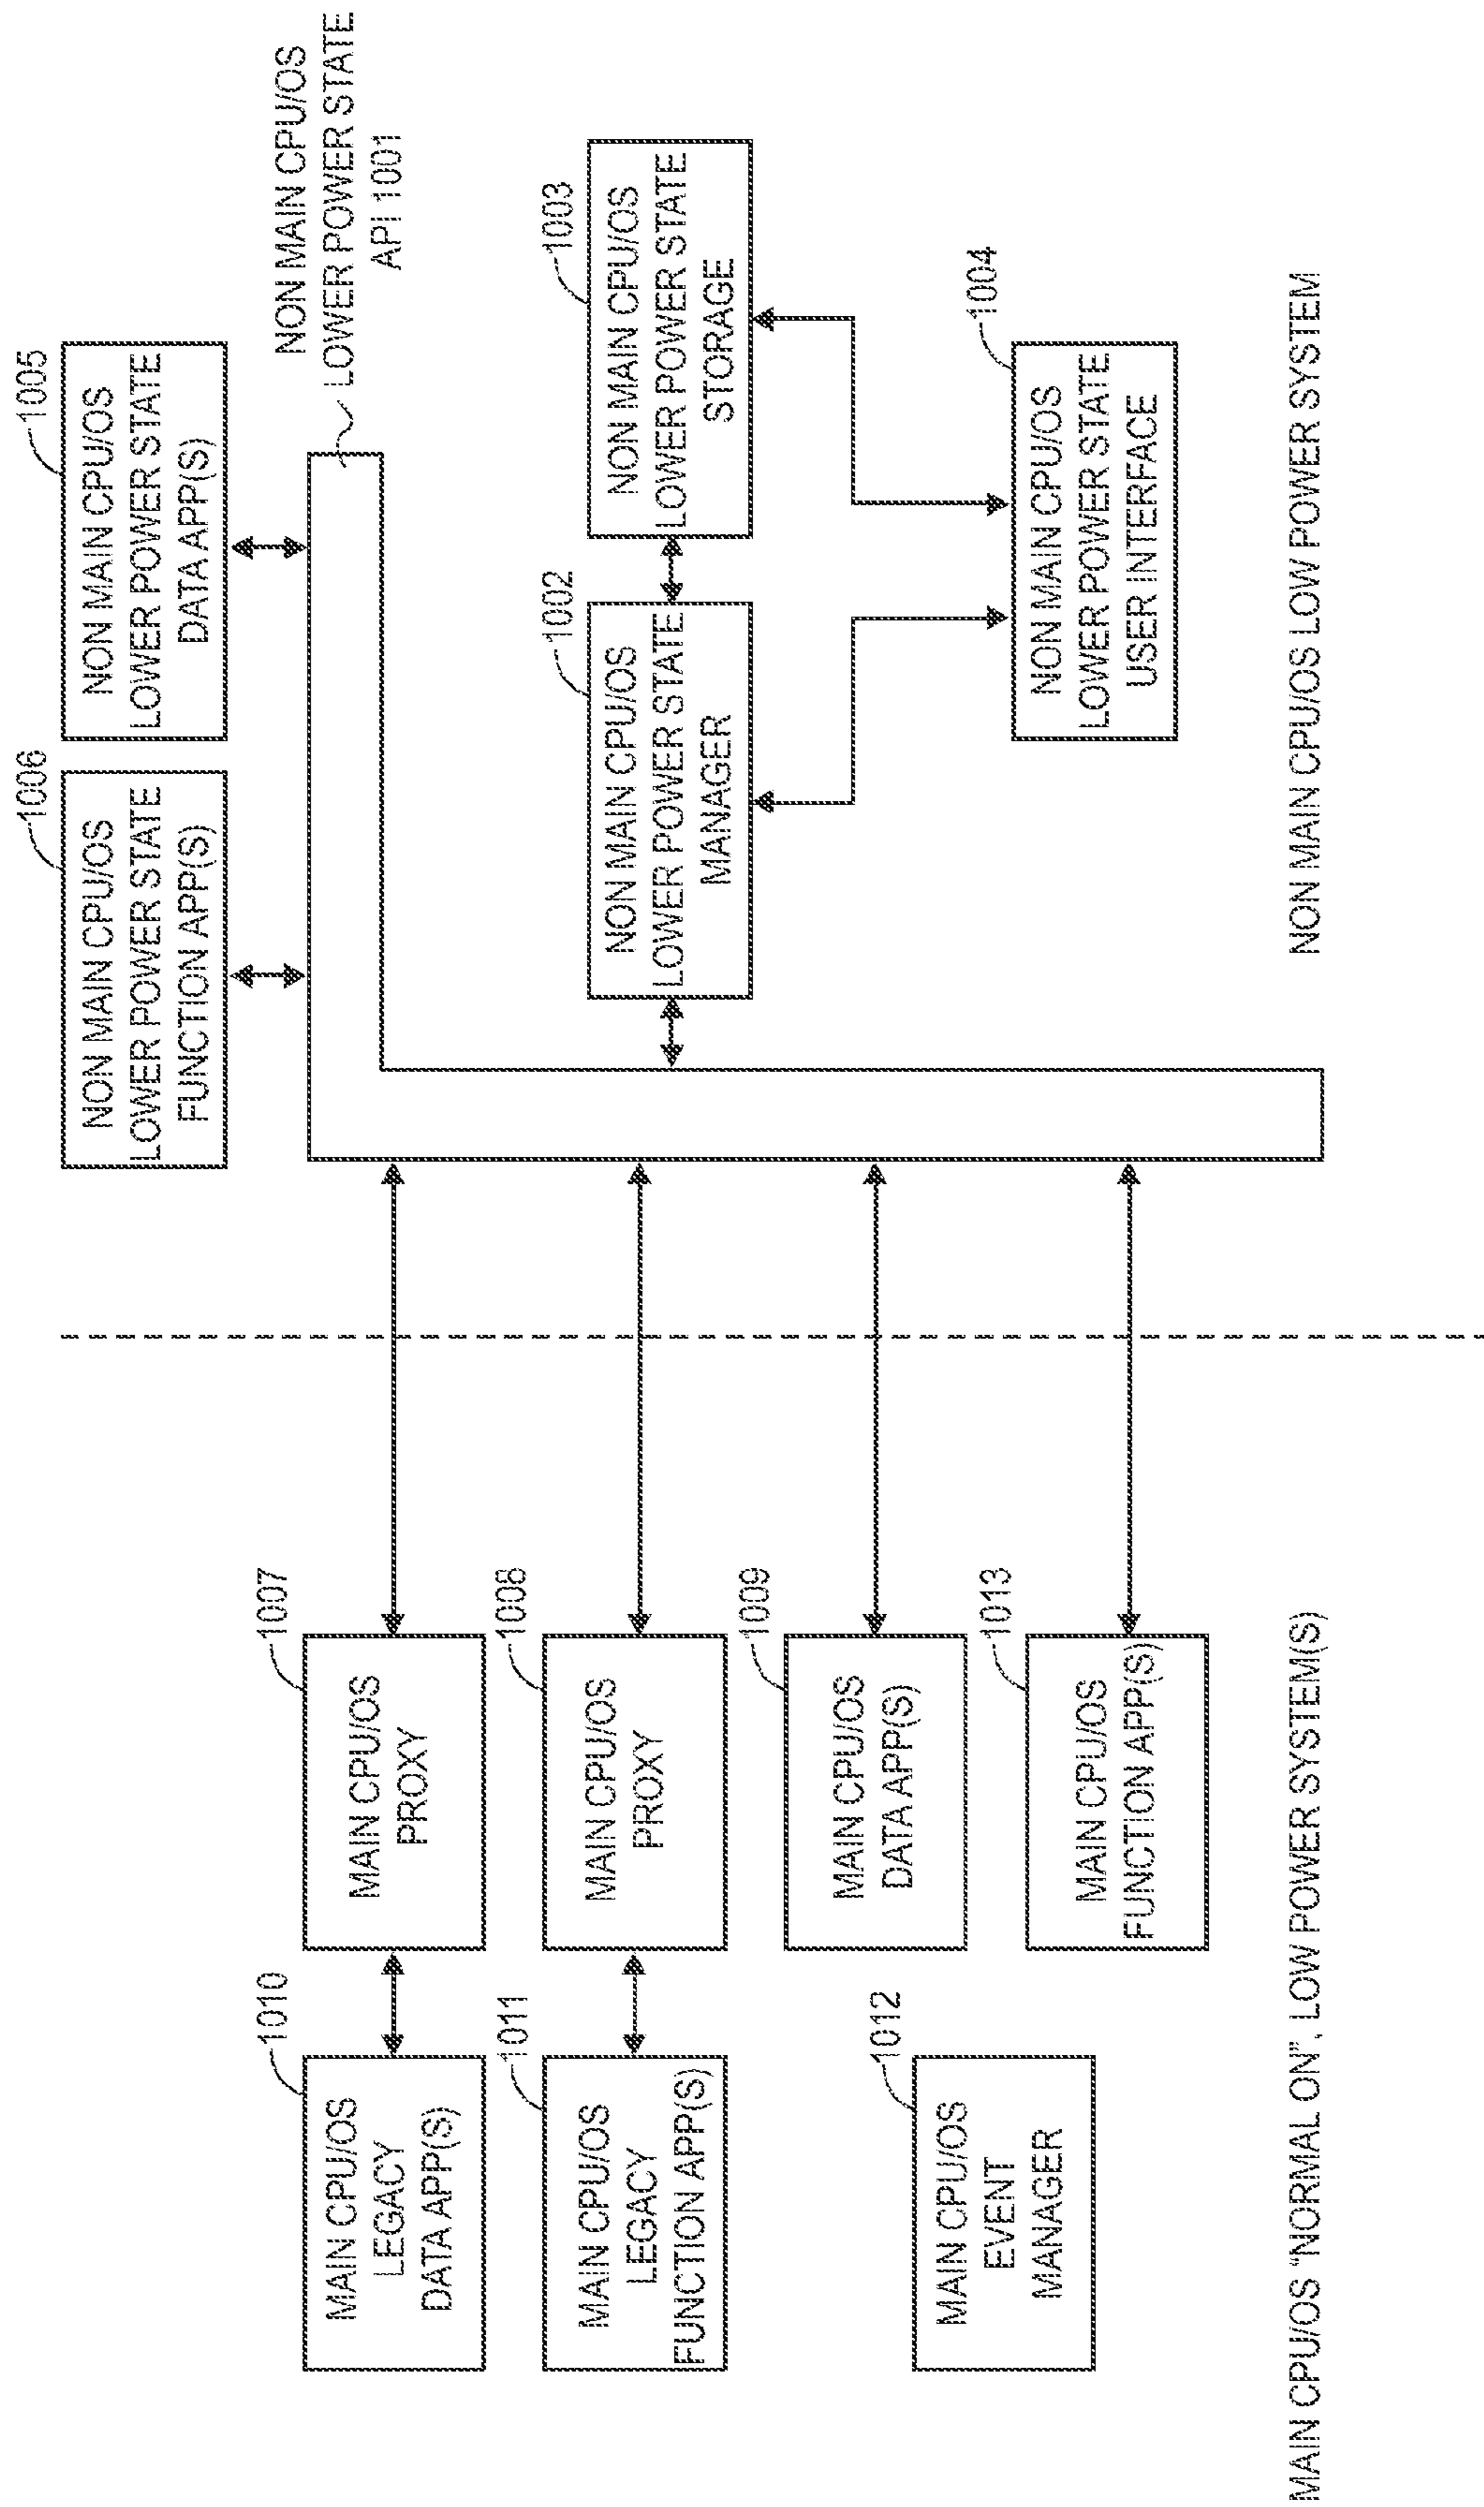 1010
MAIN CPU/OS
LEGACY
DATA APP(S)
1007
MAIN CPU/OS
PROXY
1011
MAIN CPU/OS
LEGACY
FUNCTION APP(S)
1008
MAIN CPU/OS
PROXY
1009
MAIN CPU/OS
DATA APP(S)
1012
MAIN CPU/OS
EVENT
MANAGER
1013
MAIN CPU/OS
FUNCTION APP(S)
MAIN CPU/OS “NORMAL ON”, LOW POWER SYSTEM(S)
1006
NON MAIN CPU/OS
LOWER POWER STATE
FUNCTION APP(S)
1005
NON MAIN CPU/OS
LOWER POWER STATE
DATA APP(S)
NON MAIN CPU/OS
LOWER POWER STATE
API 1001
1002
NON MAIN CPU/OS
LOWER POWER STATE
MANAGER
1003
NON MAIN CPU/OS
LOWER POWER STATE
STORAGE
1004
NON MAIN CPU/OS
LOWER POWER STATE
USER INTERFACE
NON MAIN CPU/OS LOW POWER SYSTEM